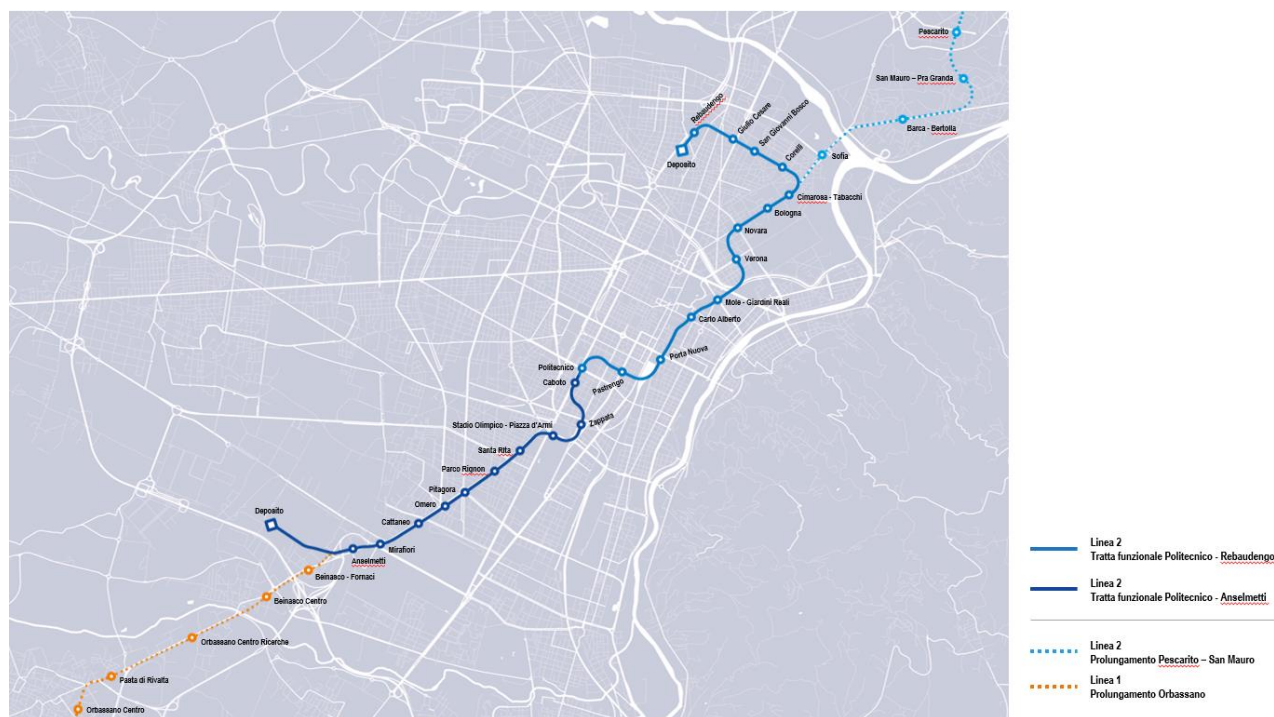 Pescarito
San Mauro – Pra Granda
Barca - Bertolla
Sofia
Rebaudengo
Giulio Cesare
San Giovanni Bosco
Corelli
Deposito
Cimarosa - Tabacchi
Bologna
Novara
Verona
Mole - Giardini Reali
Carlo Alberto
Porta Nuova
Politecnico
Pastrengo
Caboto
Zappata
Stadio Olimpico - Piazza d'Armi
Santa Rita
Parco Rignon
Pitagora
Omero
Cattaneo
Deposito
Mirafiori
Anselmetti
Beinasco - Fornaci
Beinasco Centro
Orbassano Centro Ricerche
Pasta di Rivalta
Orbassano Centro
Linea 2
Tratta funzionale Politecnico - Rebaudengo
Linea 2
Tratta funzionale Politecnico - Anselmetti
Linea 2
Prolungamento Pescarito – San Mauro
Linea 1
Prolungamento Orbassano